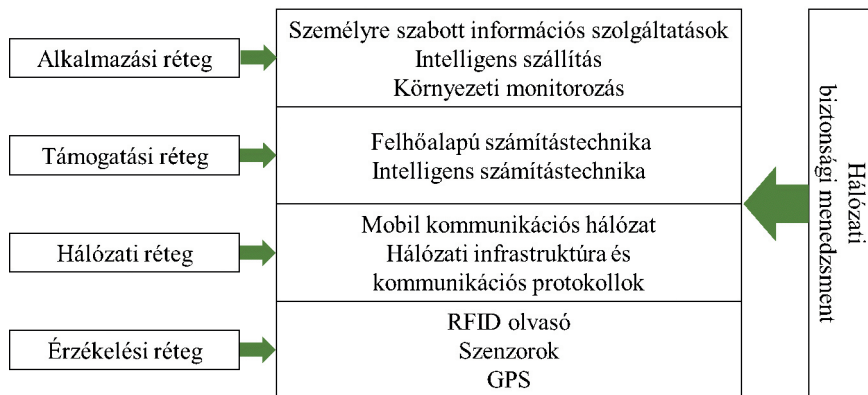 Alkalmazási réteg
Személyre szabott információs szolgáltatások
Intelligens szállítás
Környezeti monitorozás
Támogatási réteg
Felhőalapú számítástechnika
Intelligens számítástechnika
Hálózati réteg
Mobil kommunikációs hálózat
Hálózati infrastruktúra és
kommunikációs protokollok
Érzékelési réteg
RFID olvasó
Szenzorok
GPS
Hálózati
biztonsági menedzsment